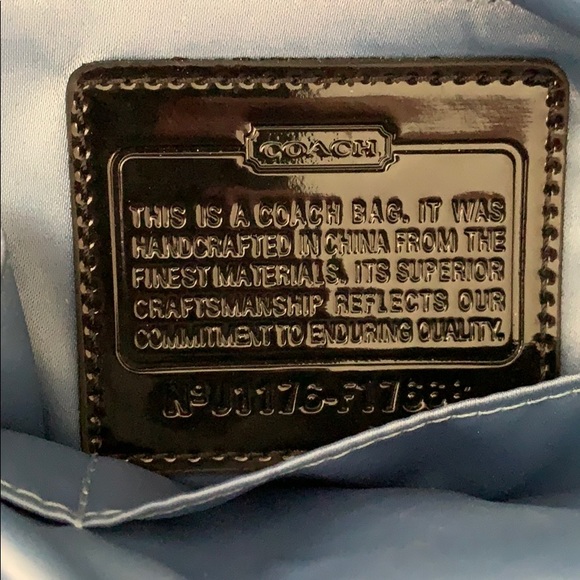 COACH
THIS IS A COACH BAG. IT WAS
HANDCRAFTED IN CHINA FROM THE
FINEST MATERIALS. ITS SUPERIOR
CRAFTSMANSHIP REFLECTS OUR
COMMITMENT TO ENDURING QUALITY.